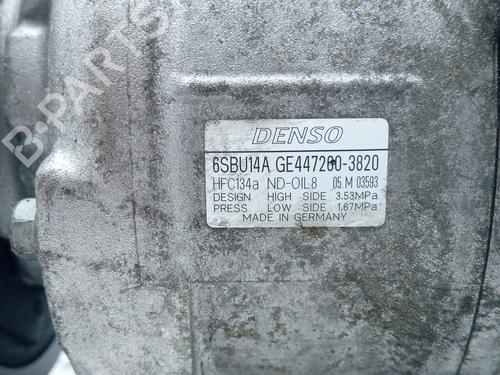 B-PARTS
DENSO
6SBU14A GE447260-3820
HFC134a ND-OIL8 05 M 03593
DESIGN HIGH SIDE 3.53MPa
PRESS LOW SIDE 1.67MPa
MADE IN GERMANY